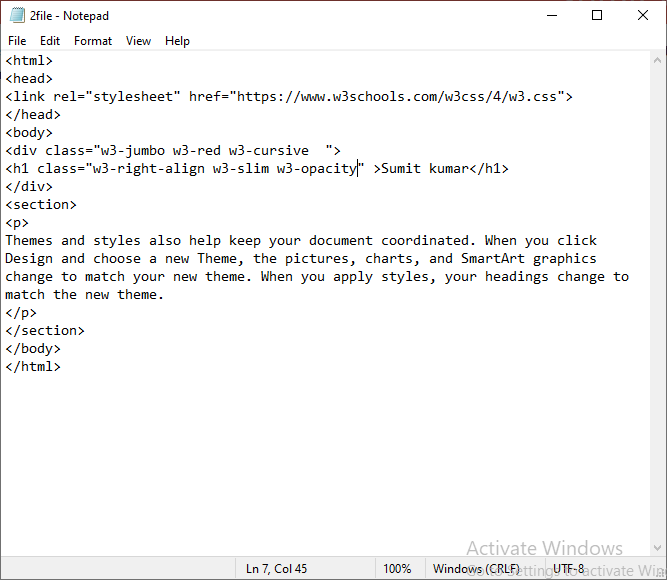 2file - Notepad
File Edit Format View Help
<html>
<head>
<link rel="stylesheet" href="https://www.w3schools.com/w3css/4/w3.css">
</head>
<body>
<div class="w3-jumbo w3-red w3-cursive  ">
<h1 class="w3-right-align w3-slim w3-opacity" >Sumit kumar</h1>
</div>
<section>
<p>
Themes and styles also help keep your document coordinated. When you click
Design and choose a new Theme, the pictures, charts, and SmartArt graphics
change to match your new theme. When you apply styles, your headings change to
match the new theme.
</p>
</section>
</body>
</html>
Activate Windows
Go to Settings to activate Win
Ln 7, Col 45 100% Windows (CRLF) UTF-8